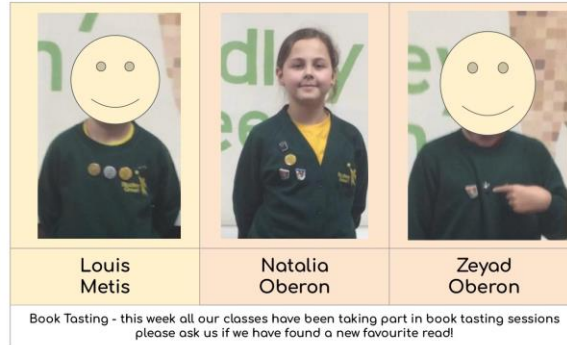 Louis
Metis
Natalia
Oberon
Zeyad
Oberon
Book Tasting - this week all our classes have been taking part in book tasting sessions
please ask us if we have found a new favourite read!